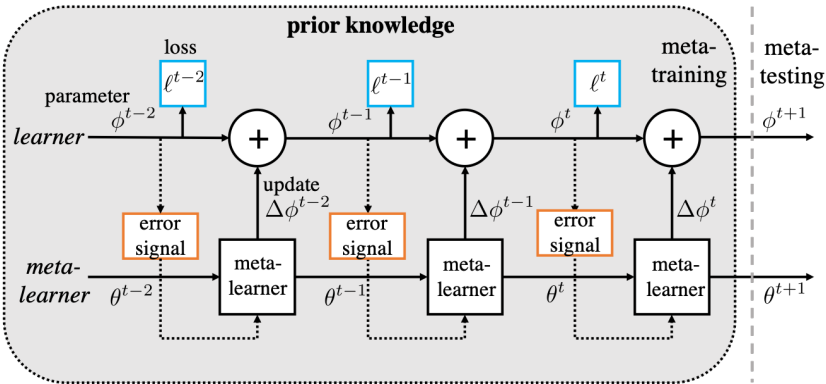 prior knowledge
loss
meta-
training
meta-
testing
ℓ^{t−2}
ℓ^{t−1}
ℓ^{t}
parameter
learner
ϕ^{t−2}
+
ϕ^{t−1}
+
ϕ^{t}
+
ϕ^{t+1}
update
Δϕ^{t−2}
Δϕ^{t−1}
Δϕ^{t}
error
signal
error
signal
error
signal
meta-
learner
meta-
learner
meta-
learner
meta-
learner
θ^{t−2}
θ^{t−1}
θ^{t}
θ^{t+1}